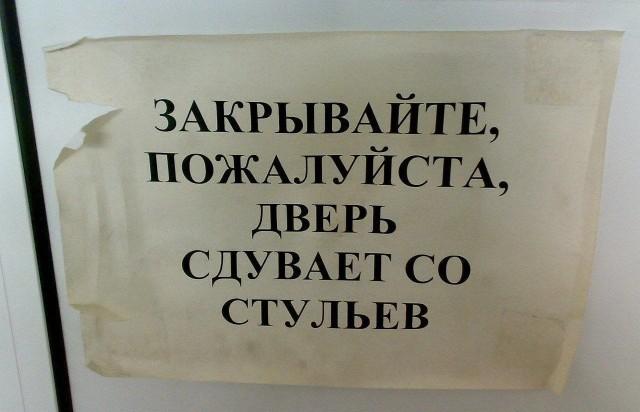 ЗАКРЫВАЙТЕ,
ПОЖАЛУЙСТА,
ДВЕРЬ
СДУВАЕТ СО
СТУЛЬЕВ